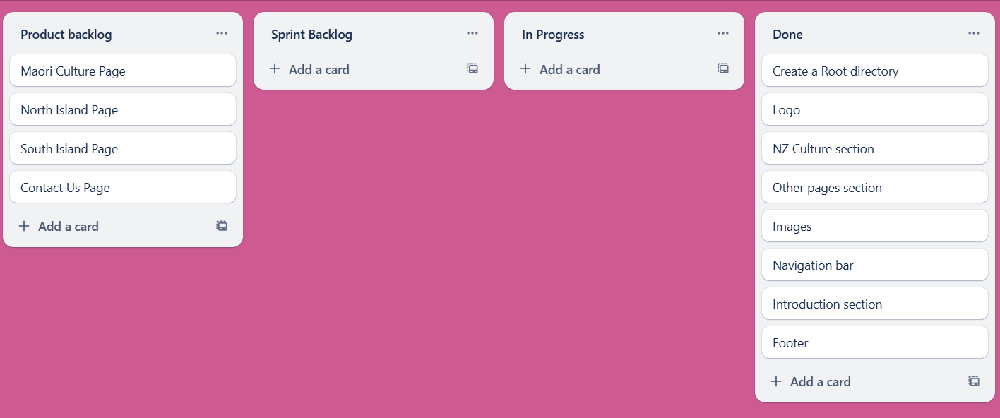 Product backlog
Maori Culture Page
North Island Page
South Island Page
Contact Us Page
Add a card
Sprint Backlog
Add a card
In Progress
Add a card
Done
Create a Root directory
Logo
NZ Culture section
Other pages section
Images
Navigation bar
Introduction section
Footer
Add a card